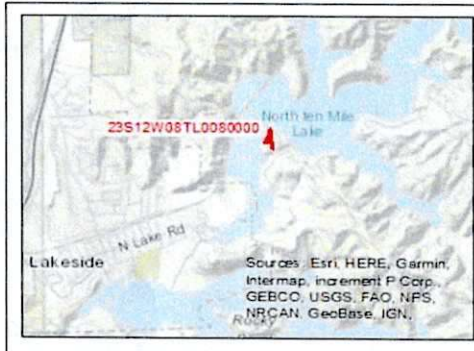 North Ten Mile
Lake
23S12W08TL0080000
N Lake Rd
Lakeside
Sources: Esri, HERE, Garmin,
Intermap, increment P Corp.,
GEBCO, USGS, FAO, NPS,
NRCAN, GeoBase, IGN,
Rocky